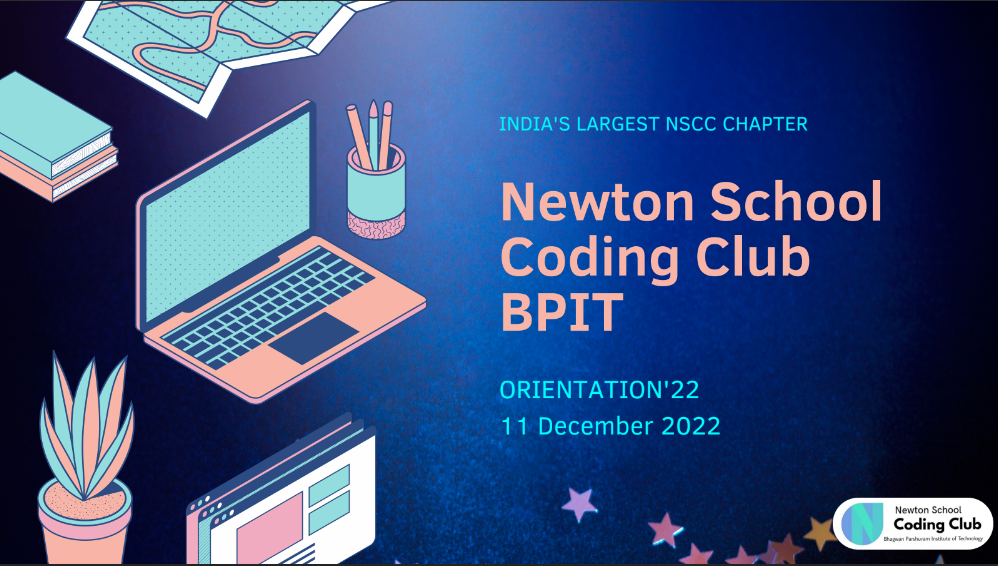 INDIA'S LARGEST NSCC CHAPTER
Newton School
Coding Club
BPIT
ORIENTATION'22
11 December 2022
Newton School
Coding Club
Bhagwan Parshuram Institute of Technology